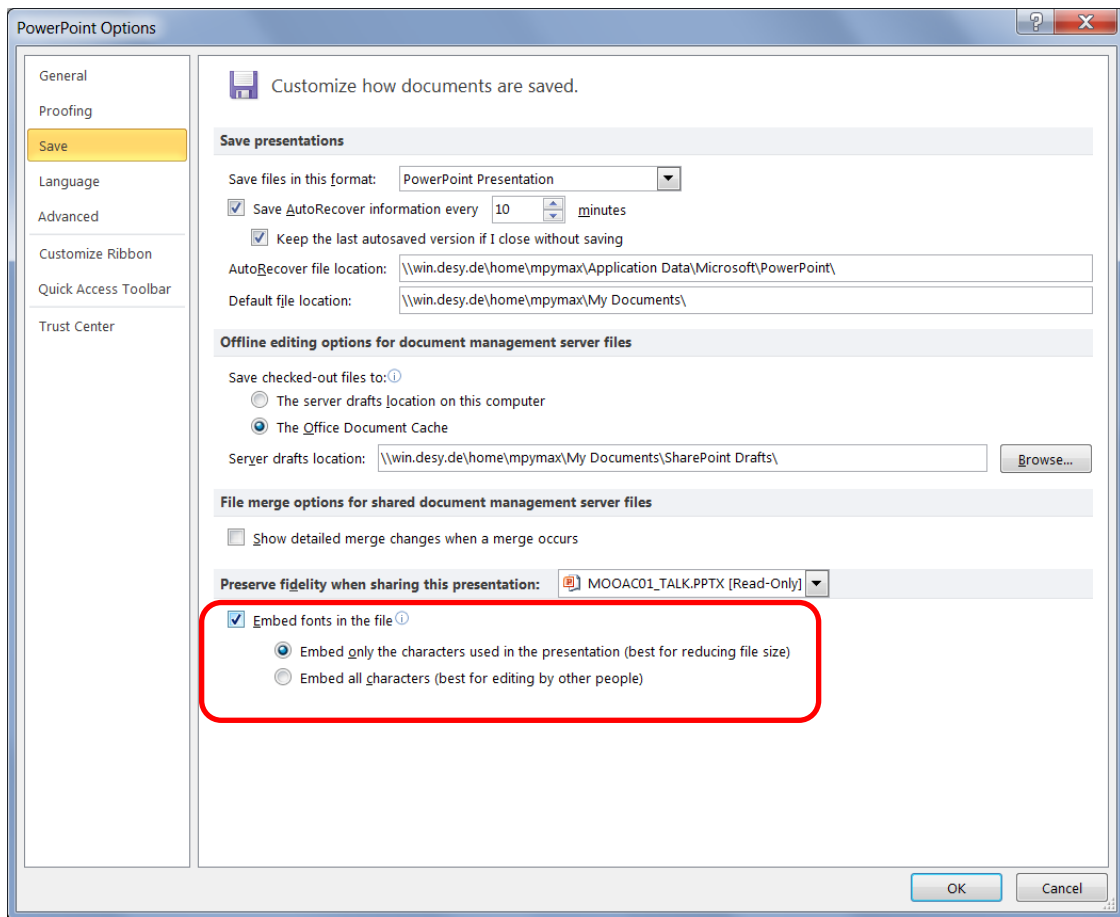 PowerPoint Options
General
Proofing
Save
Language
Advanced
Customize Ribbon
Quick Access Toolbar
Trust Center
Customize how documents are saved.
Save presentations
Save files in this format: PowerPoint Presentation
Save AutoRecover information every 10 minutes
Keep the last autosaved version if I close without saving
AutoRecover file location: \\win.desy.de\home\mpymax\Application Data\Microsoft\PowerPoint\
Default file location: \\win.desy.de\home\mpymax\My Documents\
Offline editing options for document management server files
Save checked-out files to:
The server drafts location on this computer
The Office Document Cache
Server drafts location: \\win.desy.de\home\mpymax\My Documents\SharePoint Drafts\ Browse...
File merge options for shared document management server files
Show detailed merge changes when a merge occurs
Preserve fidelity when sharing this presentation: MOOAC01_TALK.PPTX [Read-Only]
Embed fonts in the file
Embed only the characters used in the presentation (best for reducing file size)
Embed all characters (best for editing by other people)
OK Cancel